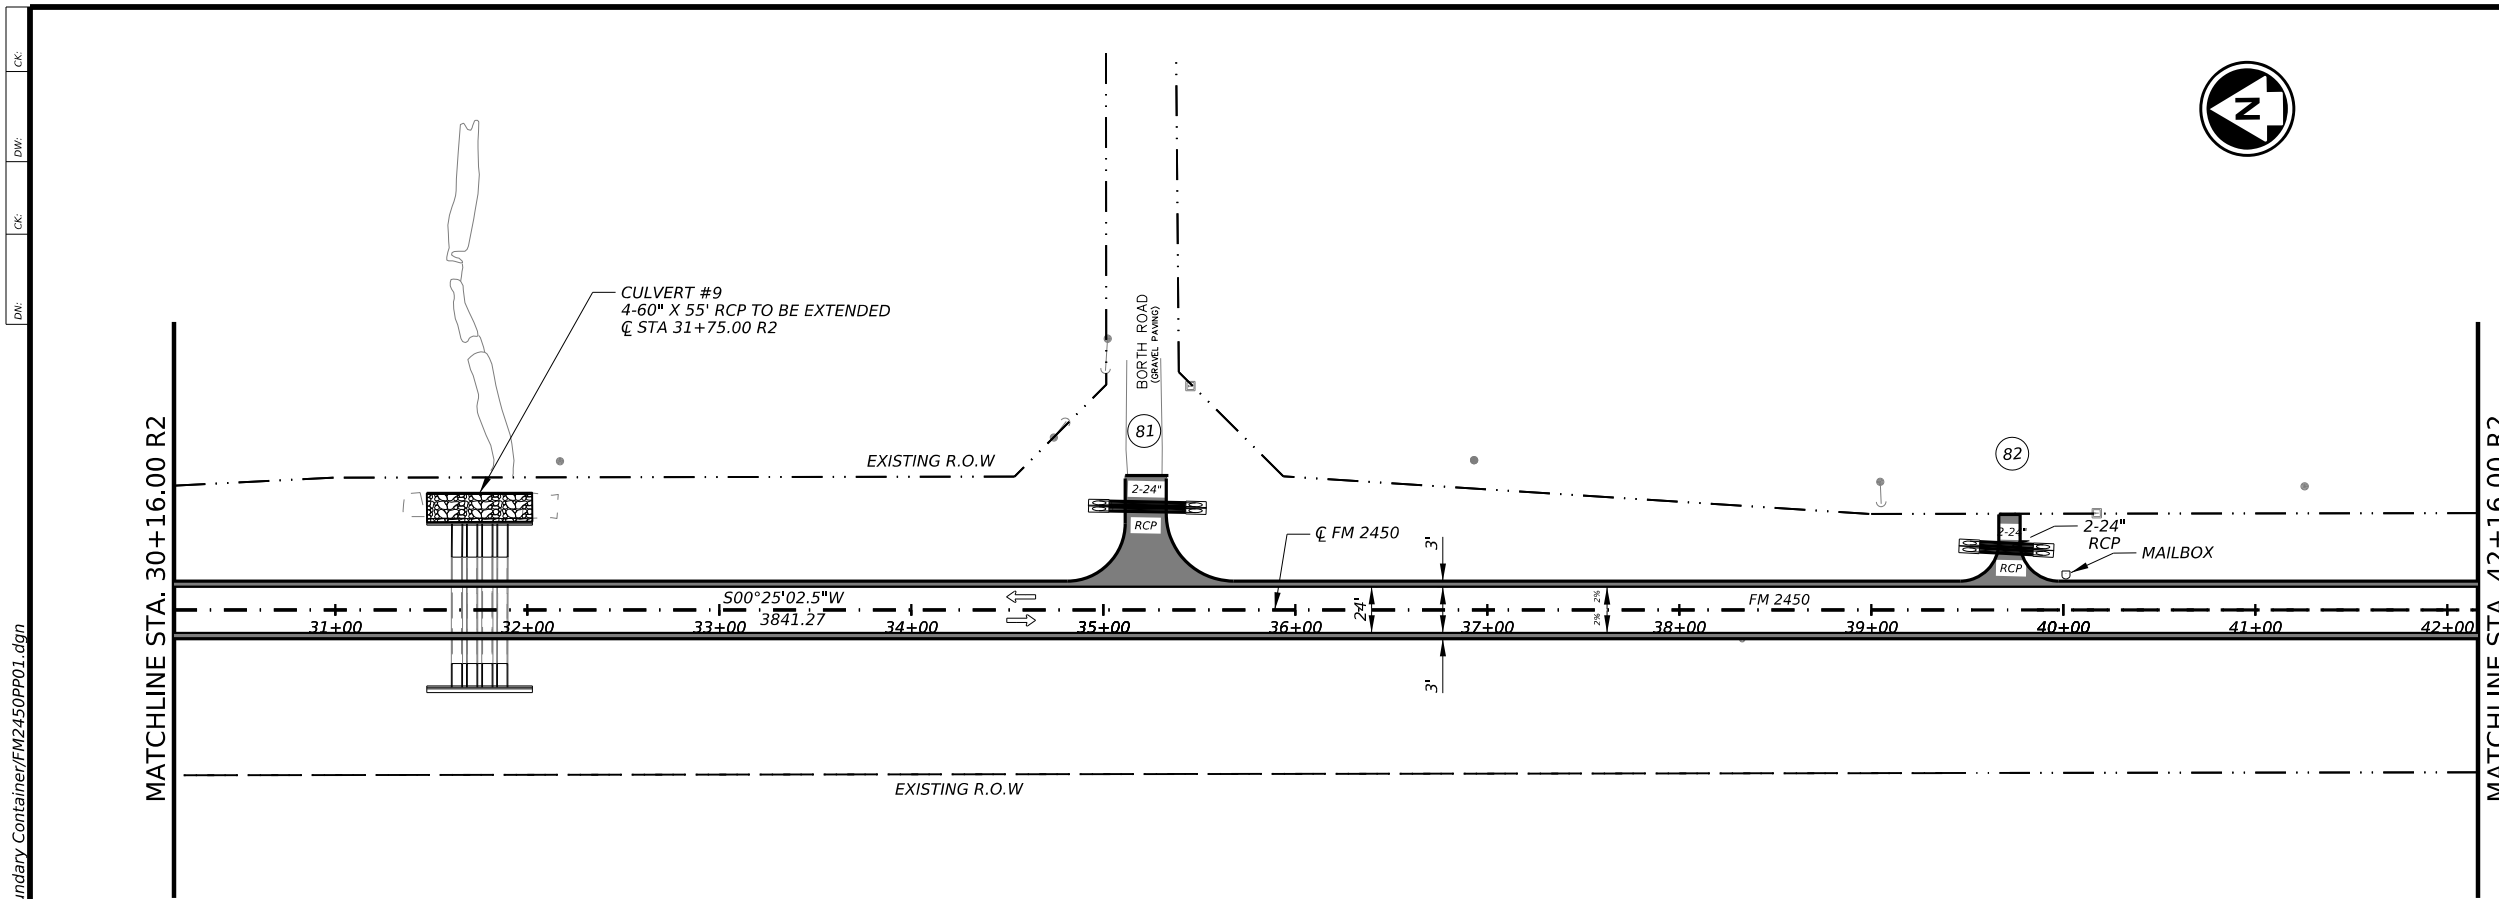 CK:
DW:
CK:
DN:
undary Container/FM2450PP01.dgn
N
MATCHLINE STA. 30+16.00 R2
CULVERT #9
4-60" X 55' RCP TO BE EXTENDED
℄ STA 31+75.00 R2
BORTH ROAD
(GRAVEL PAVING)
81
82
EXISTING R.O.W
2-24"
RCP
℄ FM 2450
3'
2-24"
RCP
2-24"
RCP
MAILBOX
S00°25'02.5"W
3841.27
24'
2%
2%
FM 2450
31+00
32+00
33+00
34+00
35+00
36+00
37+00
38+00
39+00
40+00
41+00
42+00
3'
EXISTING R.O.W
MATCHLINE STA. 42+16.00 R2